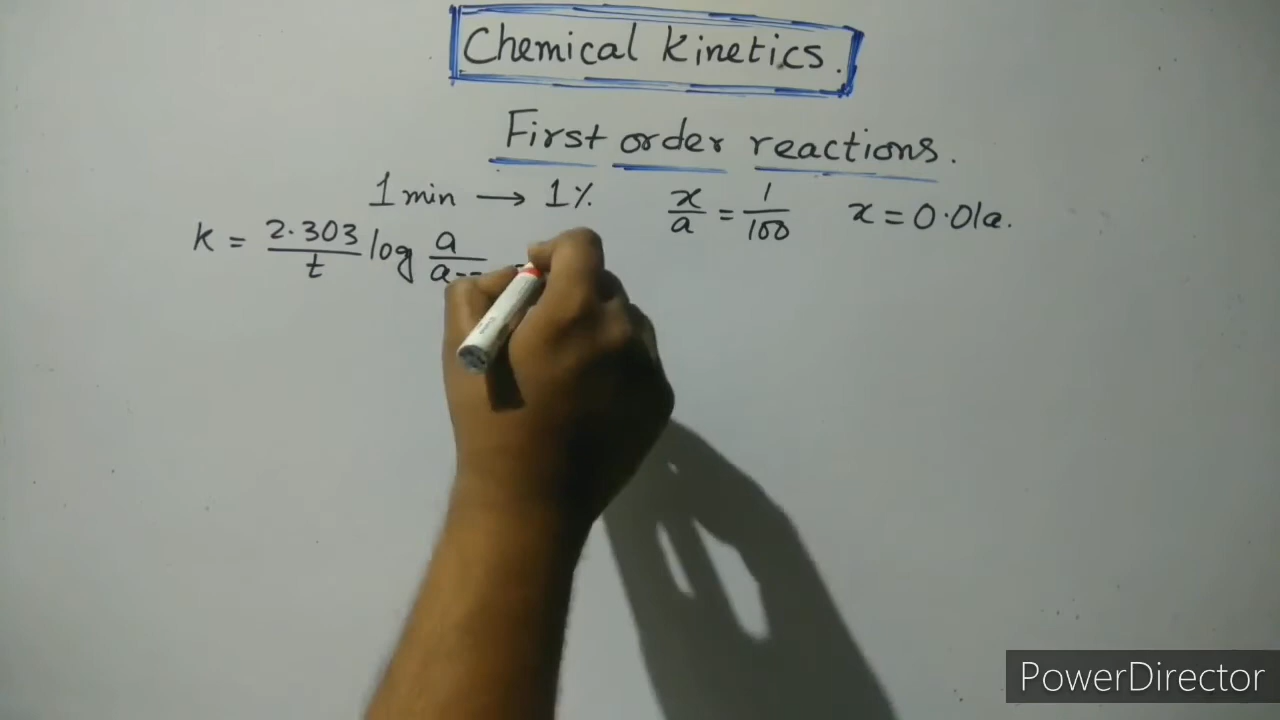 Chemical Kinetics.
First order reactions.
1 min → 1% x/a = 1/100 x = 0.01a.
K = 2.303/t log a/a-
PowerDirector